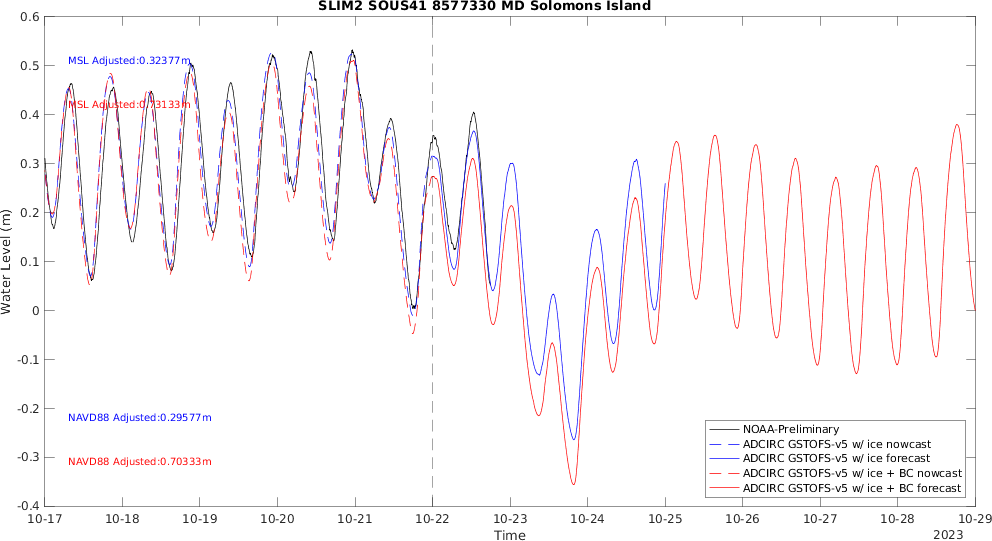 SLIM2 SOUS41 8577330 MD Solomons Island
0.6
0.5
0.4
0.3
0.2
0.1
0
-0.1
-0.2
-0.3
-0.4
Water Level (m)
MSL Adjusted:0.32377m
MSL Adjusted:0.73133m
NAVD88 Adjusted:0.29577m
NAVD88 Adjusted:0.70333m
NOAA-Preliminary
ADCIRC GSTOFS-v5 w/ ice nowcast
ADCIRC GSTOFS-v5 w/ ice forecast
ADCIRC GSTOFS-v5 w/ ice + BC nowcast
ADCIRC GSTOFS-v5 w/ ice + BC forecast
10-17 10-18 10-19 10-20 10-21 10-22 10-23 10-24 10-25 10-26 10-27 10-28 10-29
Time
2023